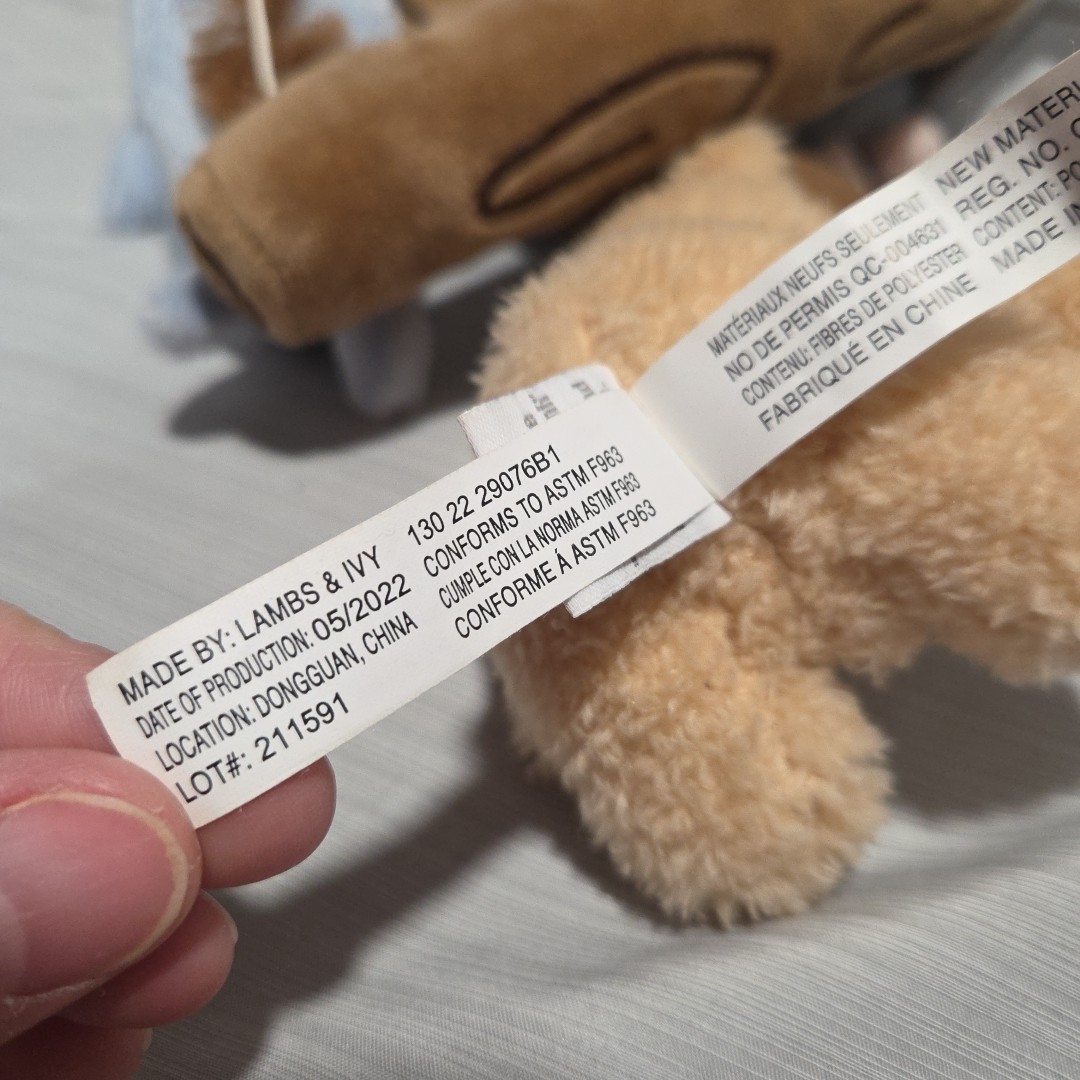 MADE BY: LAMBS & IVY
DATE OF PRODUCTION: 05/2022
LOCATION: DONGGUAN, CHINA
LOT#: 211591
130 22 29076B1
CONFORMS TO ASTM F963
CUMPLE CON LA NORMA ASTM F963
CONFORME Á ASTM F963
MATÉRIAUX NEUFS SEULEMENT
NO DE PERMIS QC-004631
CONTENU: FIBRES DE POLYESTER
FABRIQUÉ EN CHINE
NEW MATERI
REG. NO.
CONTENT: PO
MADE IN